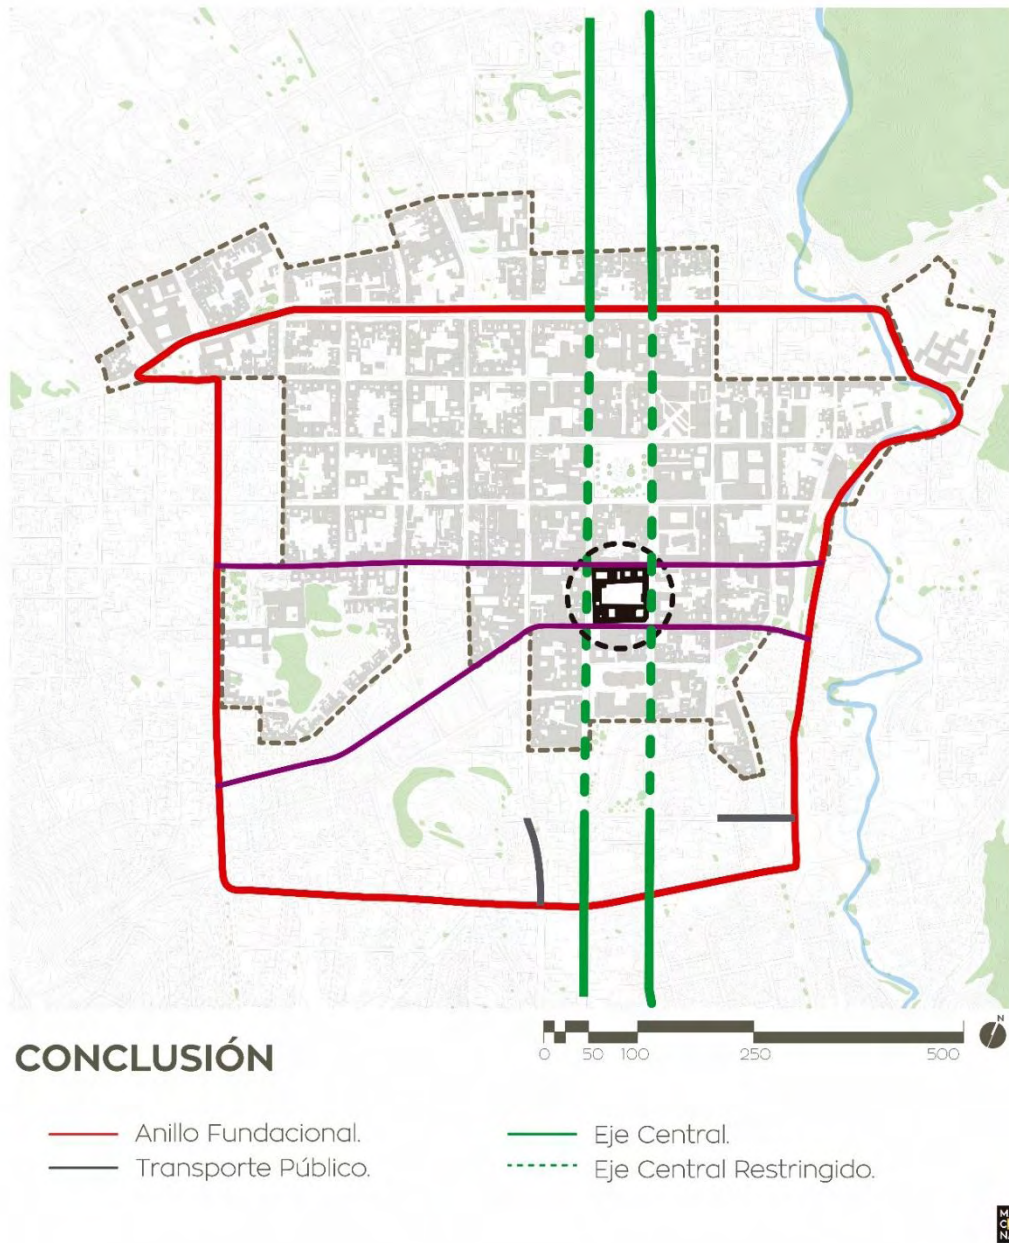 N
CONCLUSIÓN
0 50 100 250 500
Anillo Fundacional.
Eje Central.
Transporte Público.
Eje Central Restringido.
M
C
N